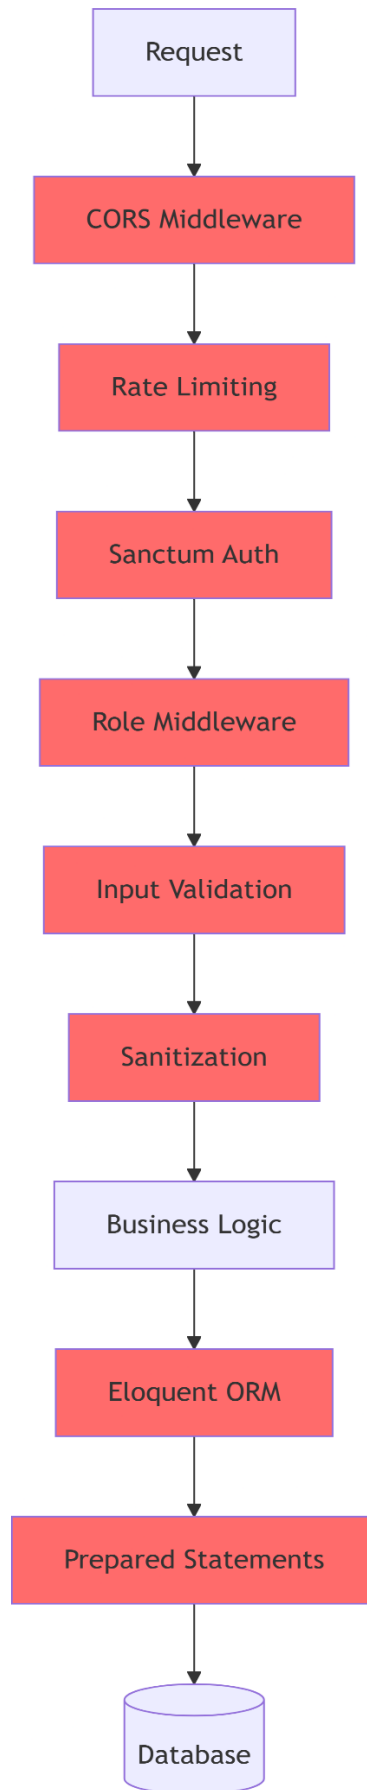 Request
CORS Middleware
Rate Limiting
Sanctum Auth
Role Middleware
Input Validation
Sanitization
Business Logic
Eloquent ORM
Prepared Statements
Database